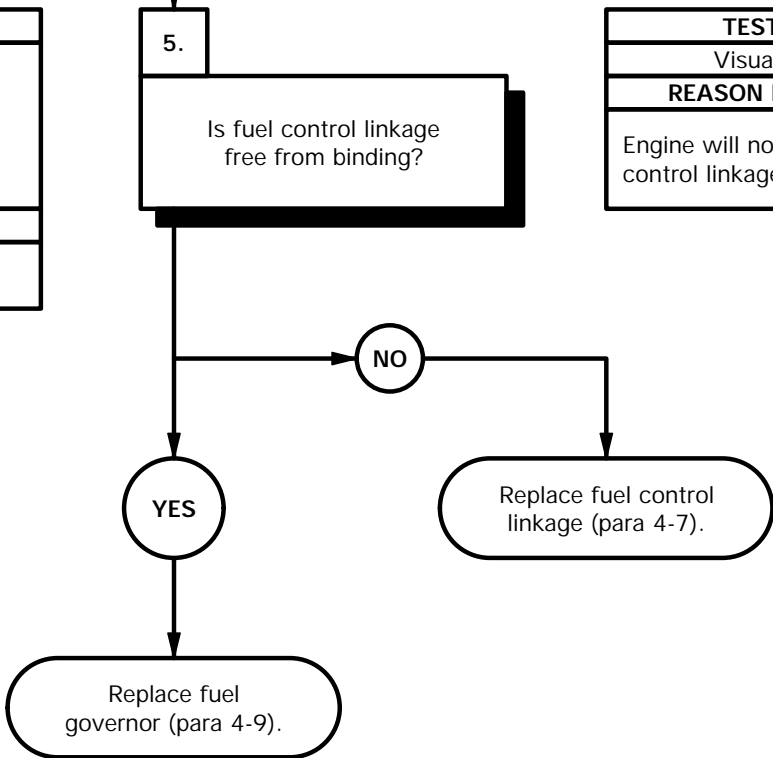 5.
Is fuel control linkage
free from binding?
TEST
Visua
REASON
Engine will no
control linkage
NO
YES
Replace fuel control
linkage (para 4-7).
Replace fuel
governor (para 4-9).